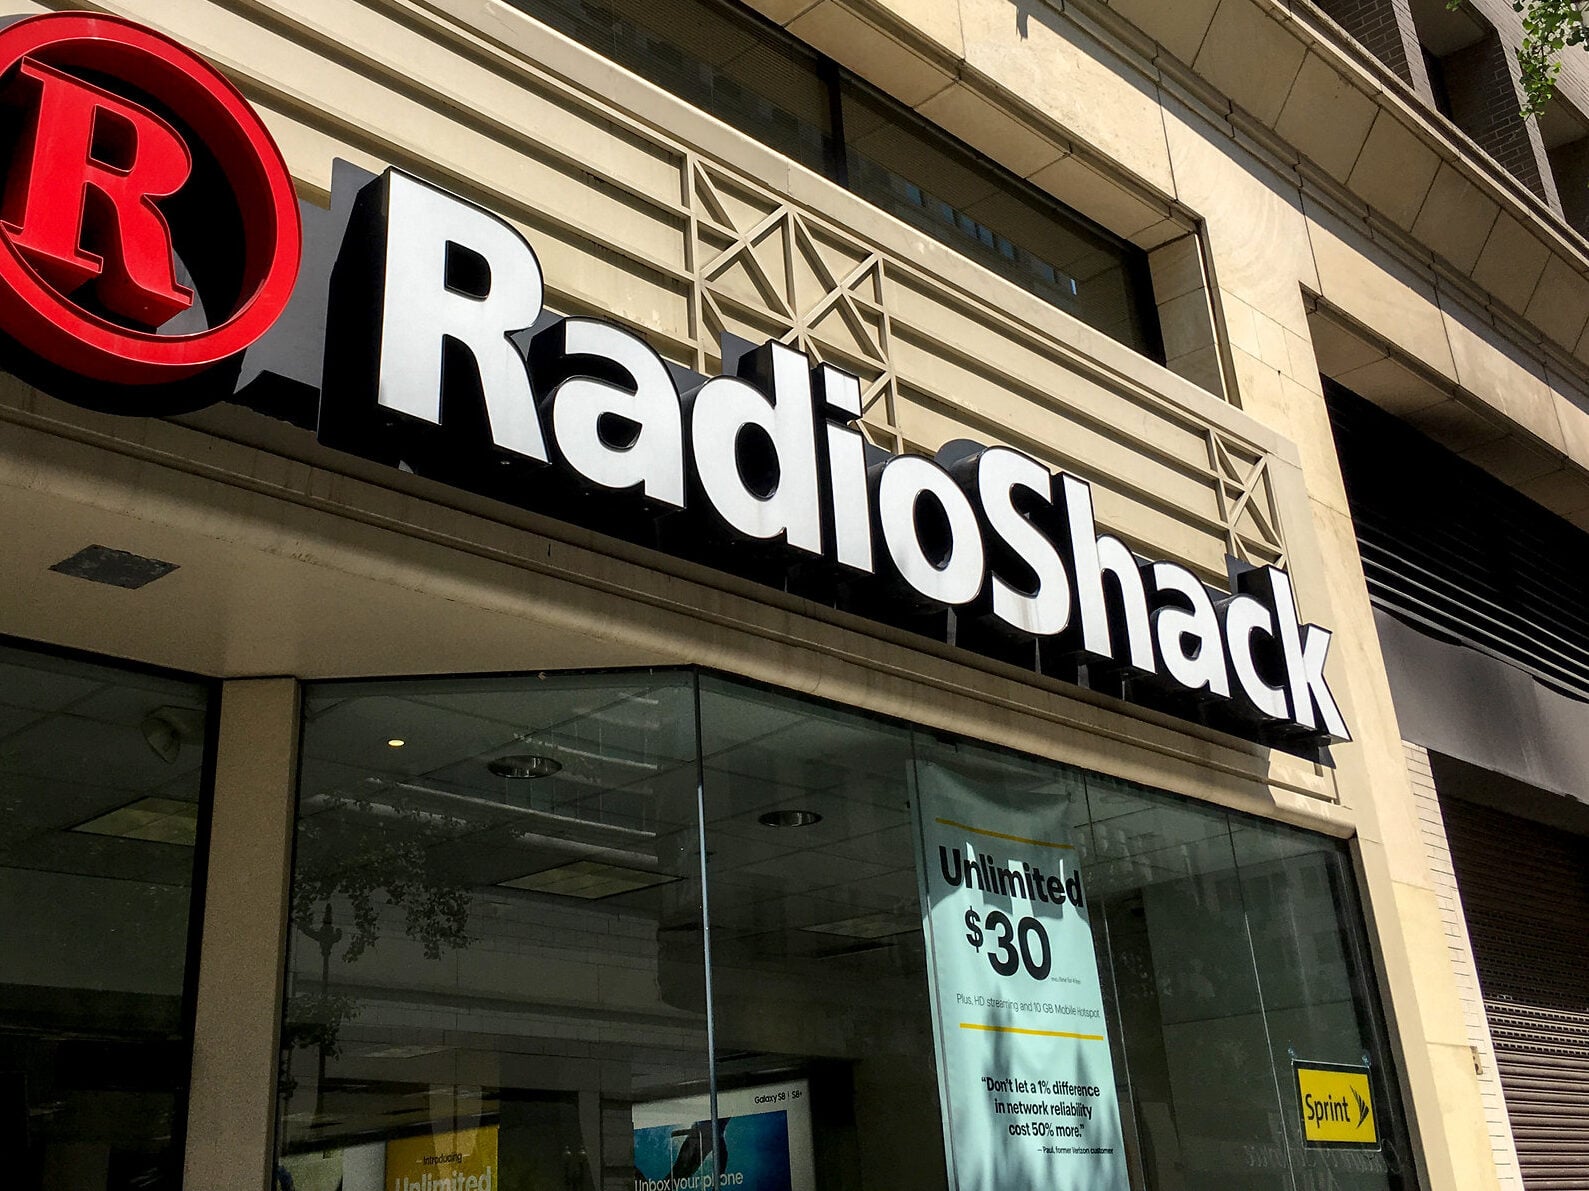 R
RadioShack
Unlimited
$30
Plus, HD streaming and 10 GB Mobile Hotspot
"Don't let a 1% difference
in network reliability
cost 50% more."
— Paul, former Verizon customer
Sprint
Galaxy S8 | S8+
Unbox your phone
Introducing
Unlimited